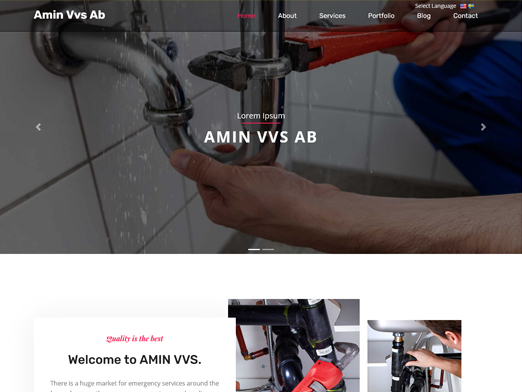 Select Language
Amin Vvs Ab
Home About Services Portfolio Blog Contact
Lorem Ipsum
AMIN VVS AB
Quality is the best
Welcome to AMIN VVS.
There is a huge market for emergency services around the